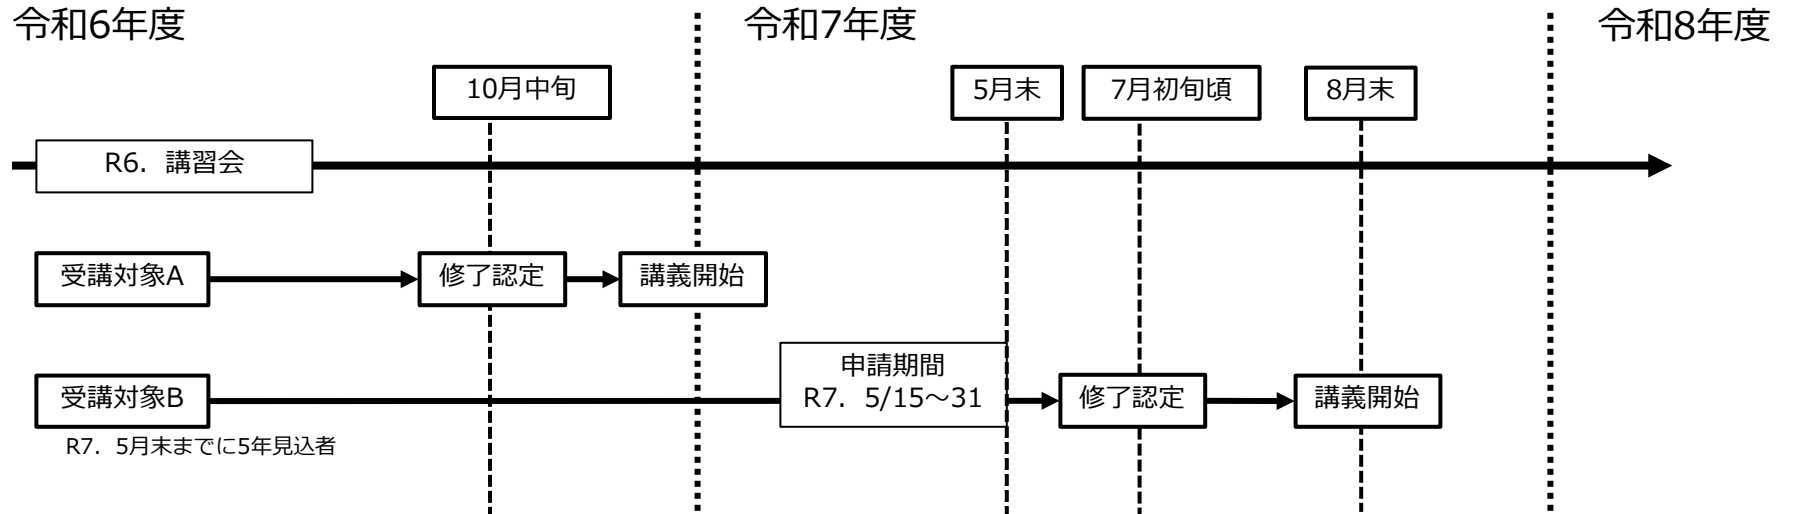 令和6年度
令和7年度
令和8年度
10月中旬
5月末
7月初旬頃
8月末
R6．講習会
受講対象A
修了認定
講義開始
受講対象B
申請期間
R7．5/15～31
修了認定
講義開始
R7．5月末までに5年見込者